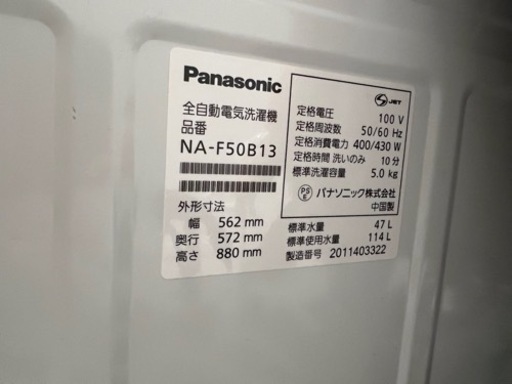 Panasonic
全自動電気洗濯機
品番
NA-F50B13
外形寸法
幅 562 mm
奥行 572 mm
高さ 880 mm
JET
定格電圧 100 V
定格周波数 50/60 Hz
定格消費電力 400/430 W
定格時間 洗いのみ 10分
標準洗濯容量 5.0 kg
PS E パナソニック株式会社
中国製
標準水量 47 L
標準使用水量 114 L
製造番号 2011403322